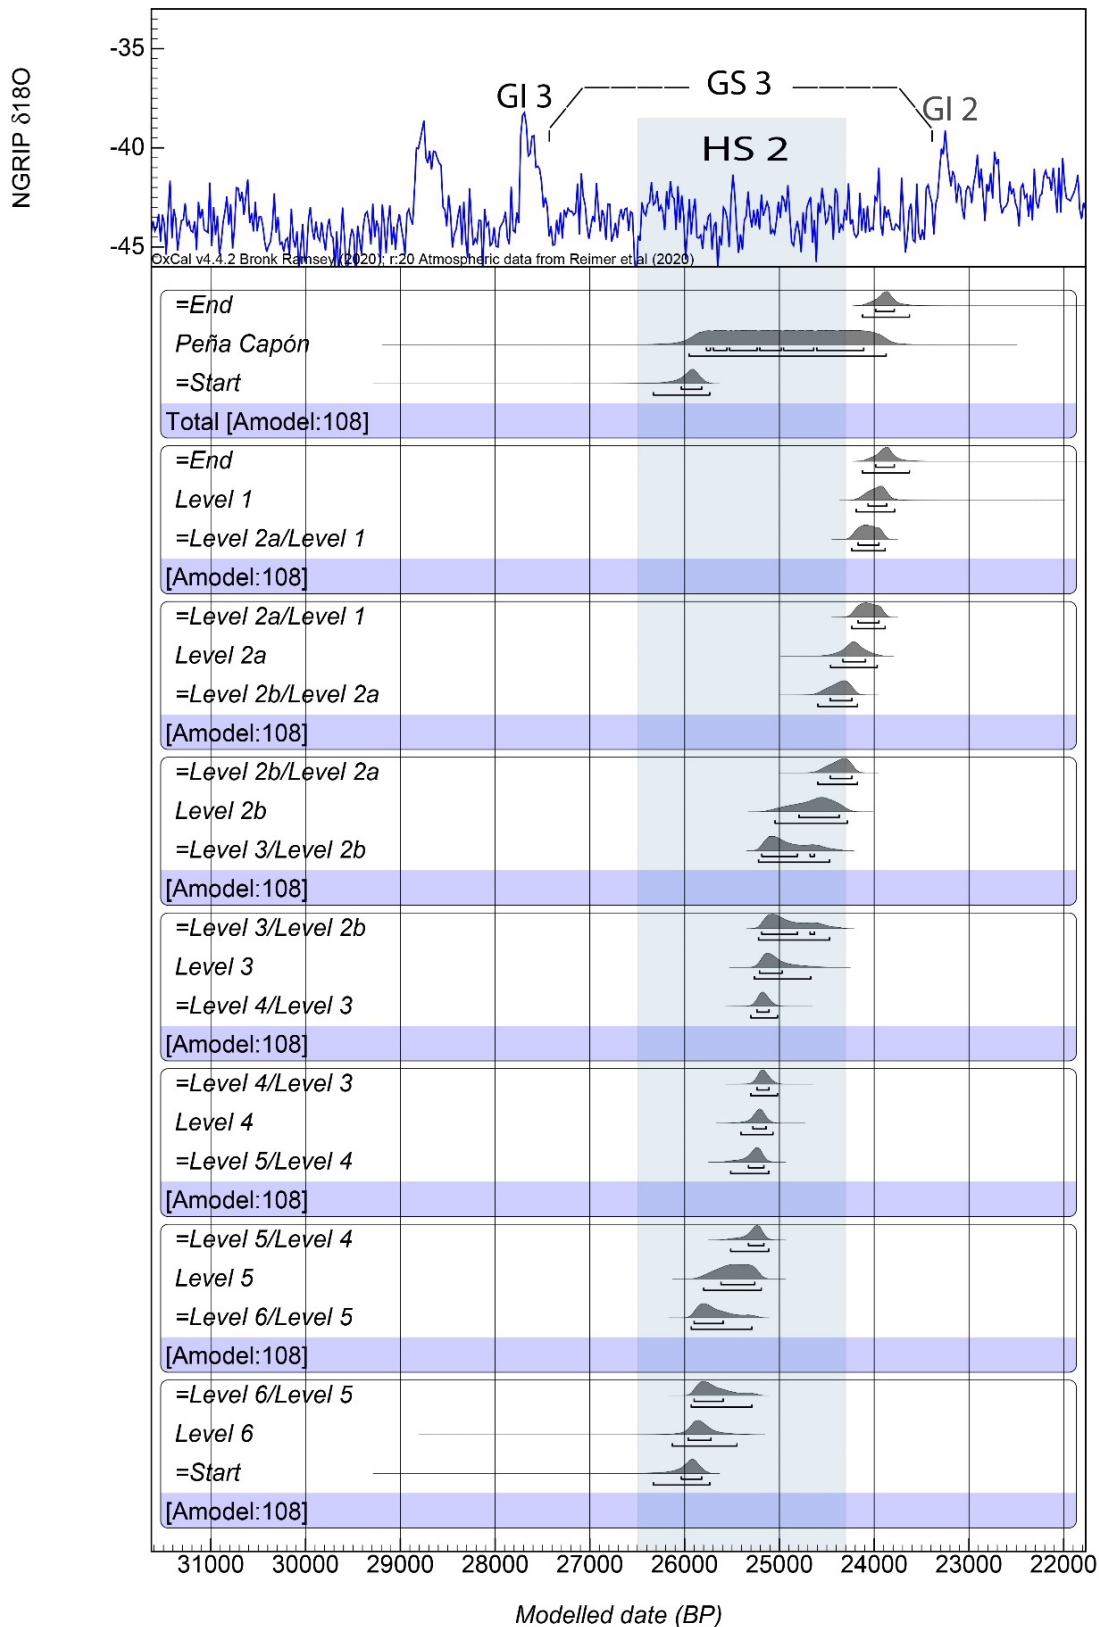 NGRIP δ18O
-35
-40
-45
GI 3
GS 3
GI 2
HS 2
OxCal v4.4.2 Bronk Ramsey (2020); r:20 Atmospheric data from Reimer et al (2020)
=End
Peña Capón
=Start
Total [Amodel:108]
=End
Level 1
=Level 2a/Level 1
[Amodel:108]
=Level 2a/Level 1
Level 2a
=Level 2b/Level 2a
[Amodel:108]
=Level 2b/Level 2a
Level 2b
=Level 3/Level 2b
[Amodel:108]
=Level 3/Level 2b
Level 3
=Level 4/Level 3
[Amodel:108]
=Level 4/Level 3
Level 4
=Level 5/Level 4
[Amodel:108]
=Level 5/Level 4
Level 5
=Level 6/Level 5
[Amodel:108]
=Level 6/Level 5
Level 6
=Start
[Amodel:108]
31000 30000 29000 28000 27000 26000 25000 24000 23000 22000
Modelled date (BP)